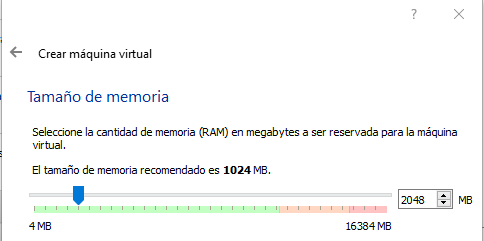 ?
Crear máquina virtual
Tamaño de memoria
Seleccione la cantidad de memoria (RAM) en megabytes a ser reservada para la máquina
virtual.
El tamaño de memoria recomendado es 1024 MB.
2048 MB
4 MB 16384 MB